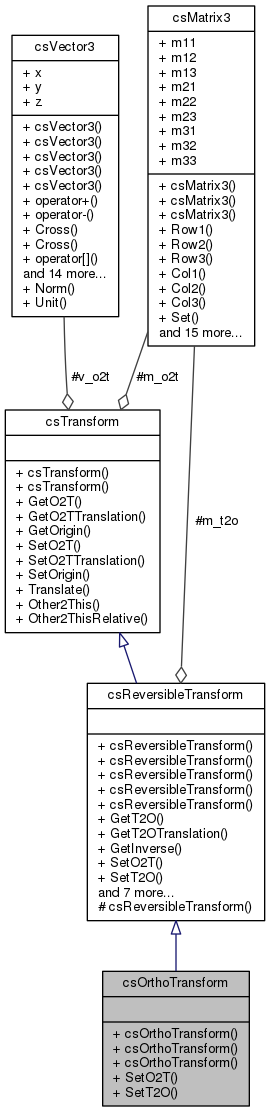 csVector3
+ x
+ y
+ z
+ csVector3()
+ csVector3()
+ csVector3()
+ csVector3()
+ csVector3()
+ operator+()
+ operator-()
+ Cross()
+ Cross()
+ operator[]()
and 14 more...
+ Norm()
+ Unit()
csMatrix3
+ m11
+ m12
+ m13
+ m21
+ m22
+ m23
+ m31
+ m32
+ m33
+ csMatrix3()
+ csMatrix3()
+ csMatrix3()
+ Row1()
+ Row2()
+ Row3()
+ Col1()
+ Col2()
+ Col3()
+ Set()
and 15 more...
#v_o2t
#m_o2t
csTransform
+ csTransform()
+ csTransform()
+ GetO2T()
+ GetO2TTranslation()
+ GetOrigin()
+ SetO2T()
+ SetO2TTranslation()
+ SetOrigin()
+ Translate()
+ Other2This()
+ Other2ThisRelative()
#m_t2o
csReversibleTransform
+ csReversibleTransform()
+ csReversibleTransform()
+ csReversibleTransform()
+ csReversibleTransform()
+ csReversibleTransform()
+ GetT2O()
+ GetT2OTranslation()
+ GetInverse()
+ SetO2T()
+ SetT2O()
and 7 more...
# csReversibleTransform()
csOrthoTransform
+ csOrthoTransform()
+ csOrthoTransform()
+ csOrthoTransform()
+ SetO2T()
+ SetT2O()